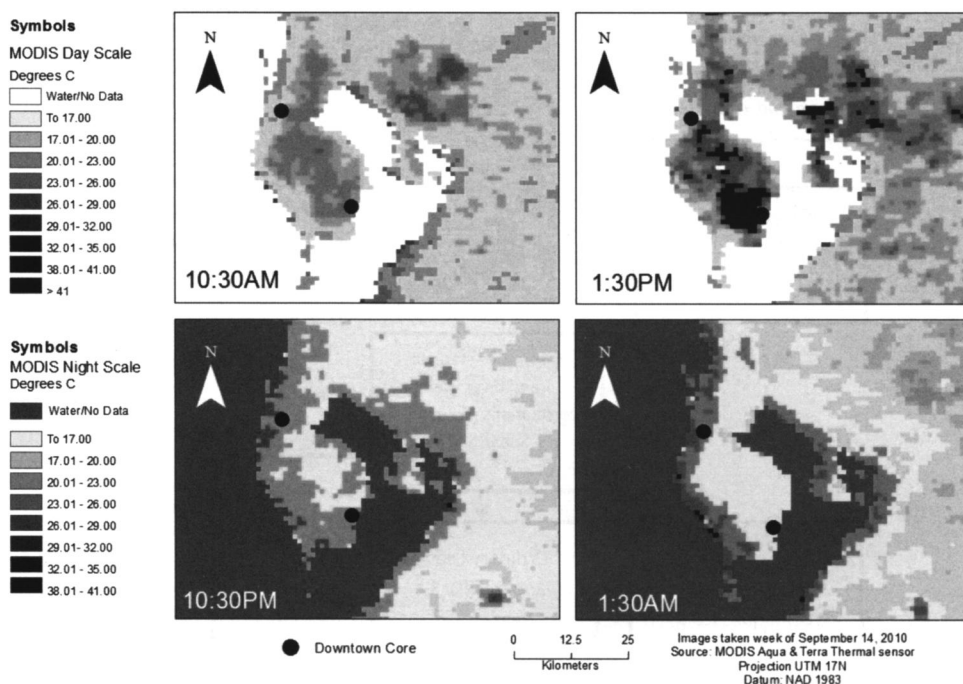 Symbols
MODIS Day Scale
Degrees C
Water/No Data
To 17.00
17.01 - 20.00
20.01 - 23.00
23.01 - 26.00
26.01 - 29.00
29.01- 32.00
32.01 - 35.00
38.01 - 41.00
> 41
N
10:30AM
N
1:30PM
Symbols
MODIS Night Scale
Degrees C
Water/No Data
To 17.00
17.01 - 20.00
20.01 - 23.00
23.01 - 26.00
26.01 - 29.00
29.01 - 32.00
32.01 - 35.00
38.01 - 41.00
N
10:30PM
N
1:30AM
Downtown Core
0 12.5 25
Kilometers
Images taken week of September 14, 2010
Source: MODIS Aqua & Terra Thermal sensor
Projection UTM 17N
Datum: NAD 1983